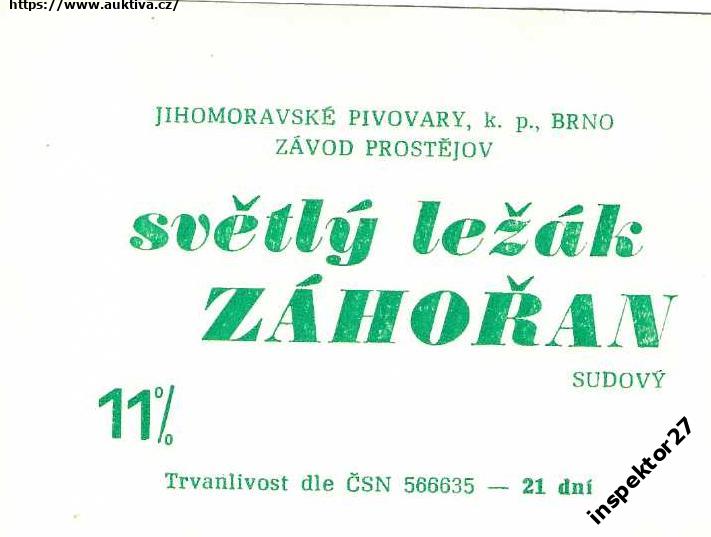 https://www.auktiva.cz/
JIHOMORAVSKÉ PIVOVARY, k. p., BRNO
ZÁVOD PROSTĚJOV
světlý ležák
ZÁHOŘAN
SUDOVÝ
11%
Trvanlivost dle ČSN 566635 — 21 dní
inspektor27